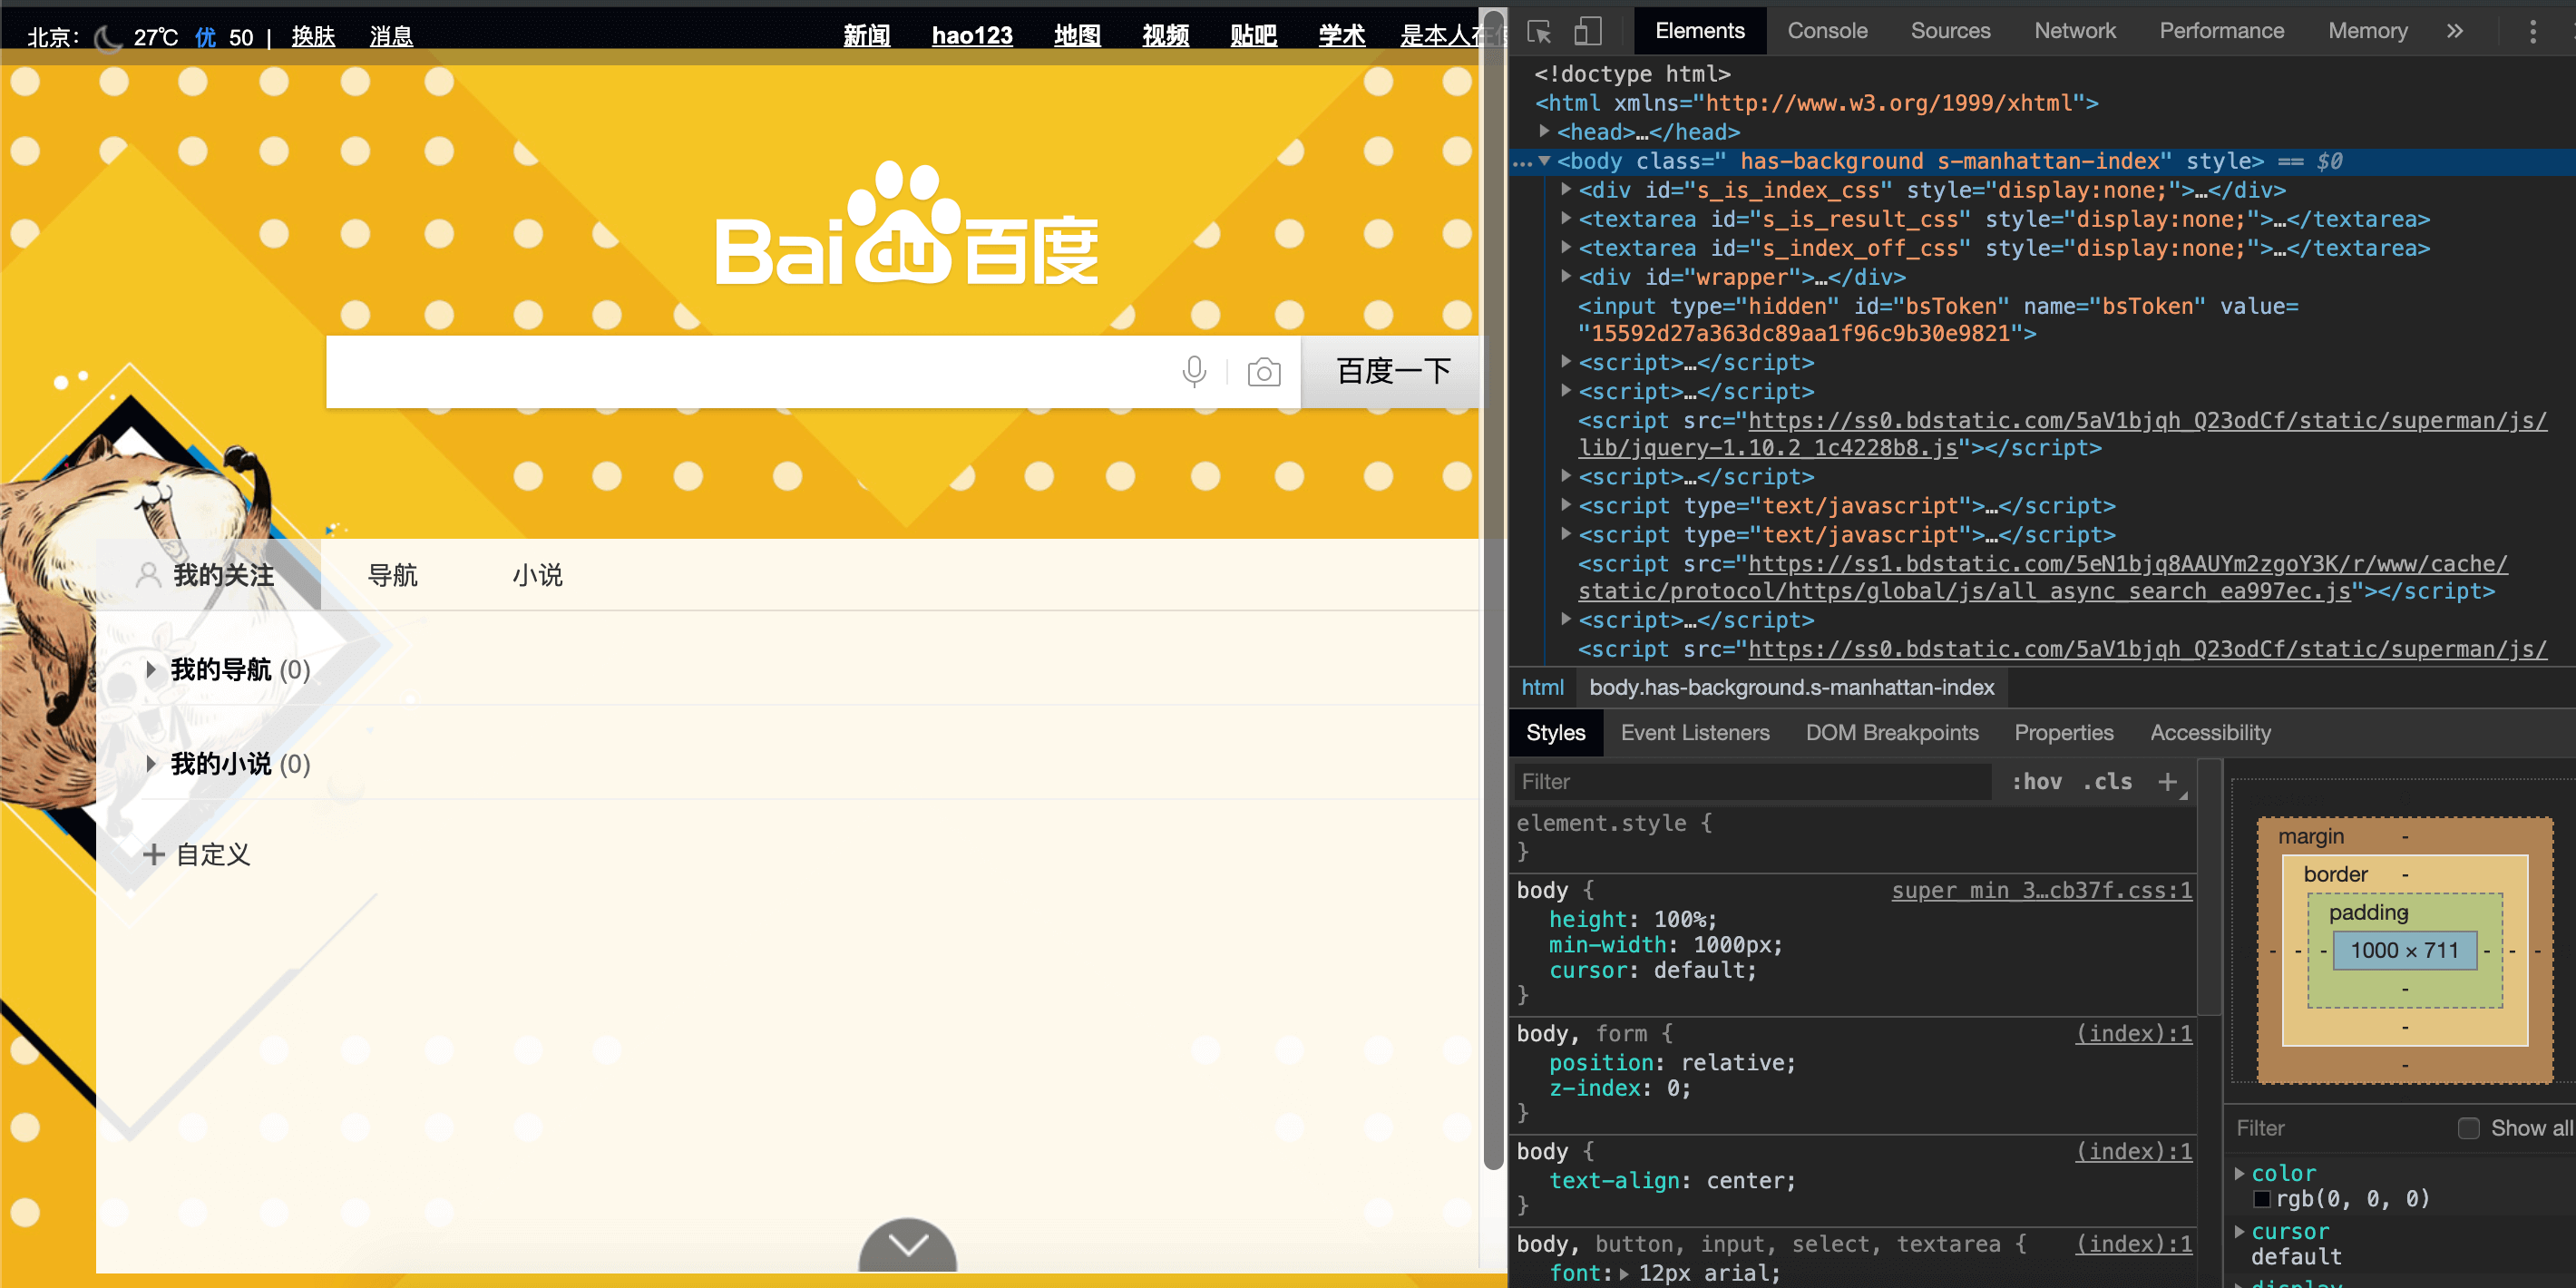 北京： 27℃ 优 50 | 换肤 消息 新闻 hao123 地图 视频 贴吧 学术
Baidu百度
百度一下
我的关注 导航 小说
我的导航 (0)
我的小说 (0)
自定义
Elements Console Sources Network Performance Memory »
<!doctype html>
<html xmlns="http://www.w3.org/1999/xhtml">
<head>…</head>
<body class=" has-background s-manhattan-index" style> == $0
<div id="s_is_index_css" style="display:none;">…</div>
<textarea id="s_is_result_css" style="display:none;">…</textarea>
<textarea id="s_index_off_css" style="display:none;">…</textarea>
<div id="wrapper">…</div>
<input type="hidden" id="bsToken" name="bsToken" value=
"15592d27a363dc89aa1f96c9b30e9821">
<script>…</script>
<script>…</script>
<script src="https://ss0.bdstatic.com/5aV1bjqh_Q23odCf/static/superman/js/
lib/jquery-1.10.2_1c4228b8.js"></script>
<script>…</script>
<script type="text/javascript">…</script>
<script type="text/javascript">…</script>
<script src="https://ss1.bdstatic.com/5eN1bjq8AAUYm2zgoY3K/r/www/cache/
static/protocol/https/global/js/all_async_search_ea997ec.js"></script>
<script>…</script>
<script src="https://ss0.bdstatic.com/5aV1bjqh_Q23odCf/static/superman/js/
html body.has-background.s-manhattan-index
Styles Event Listeners DOM Breakpoints Properties Accessibility
Filter :hov .cls +
element.style {
}
body { super_min_3…cb37f.css:1
height: 100%;
min-width: 1000px;
cursor: default;
}
body, form { (index):1
position: relative;
z-index: 0;
}
body { (index):1
text-align: center;
}
body, button, input, select, textarea { (index):1
font: 12px arial;
margin -
border -
padding -
- - - 1000 × 711 - - -
-
-
-
Filter Show all
color
rgb(0, 0, 0)
cursor
default